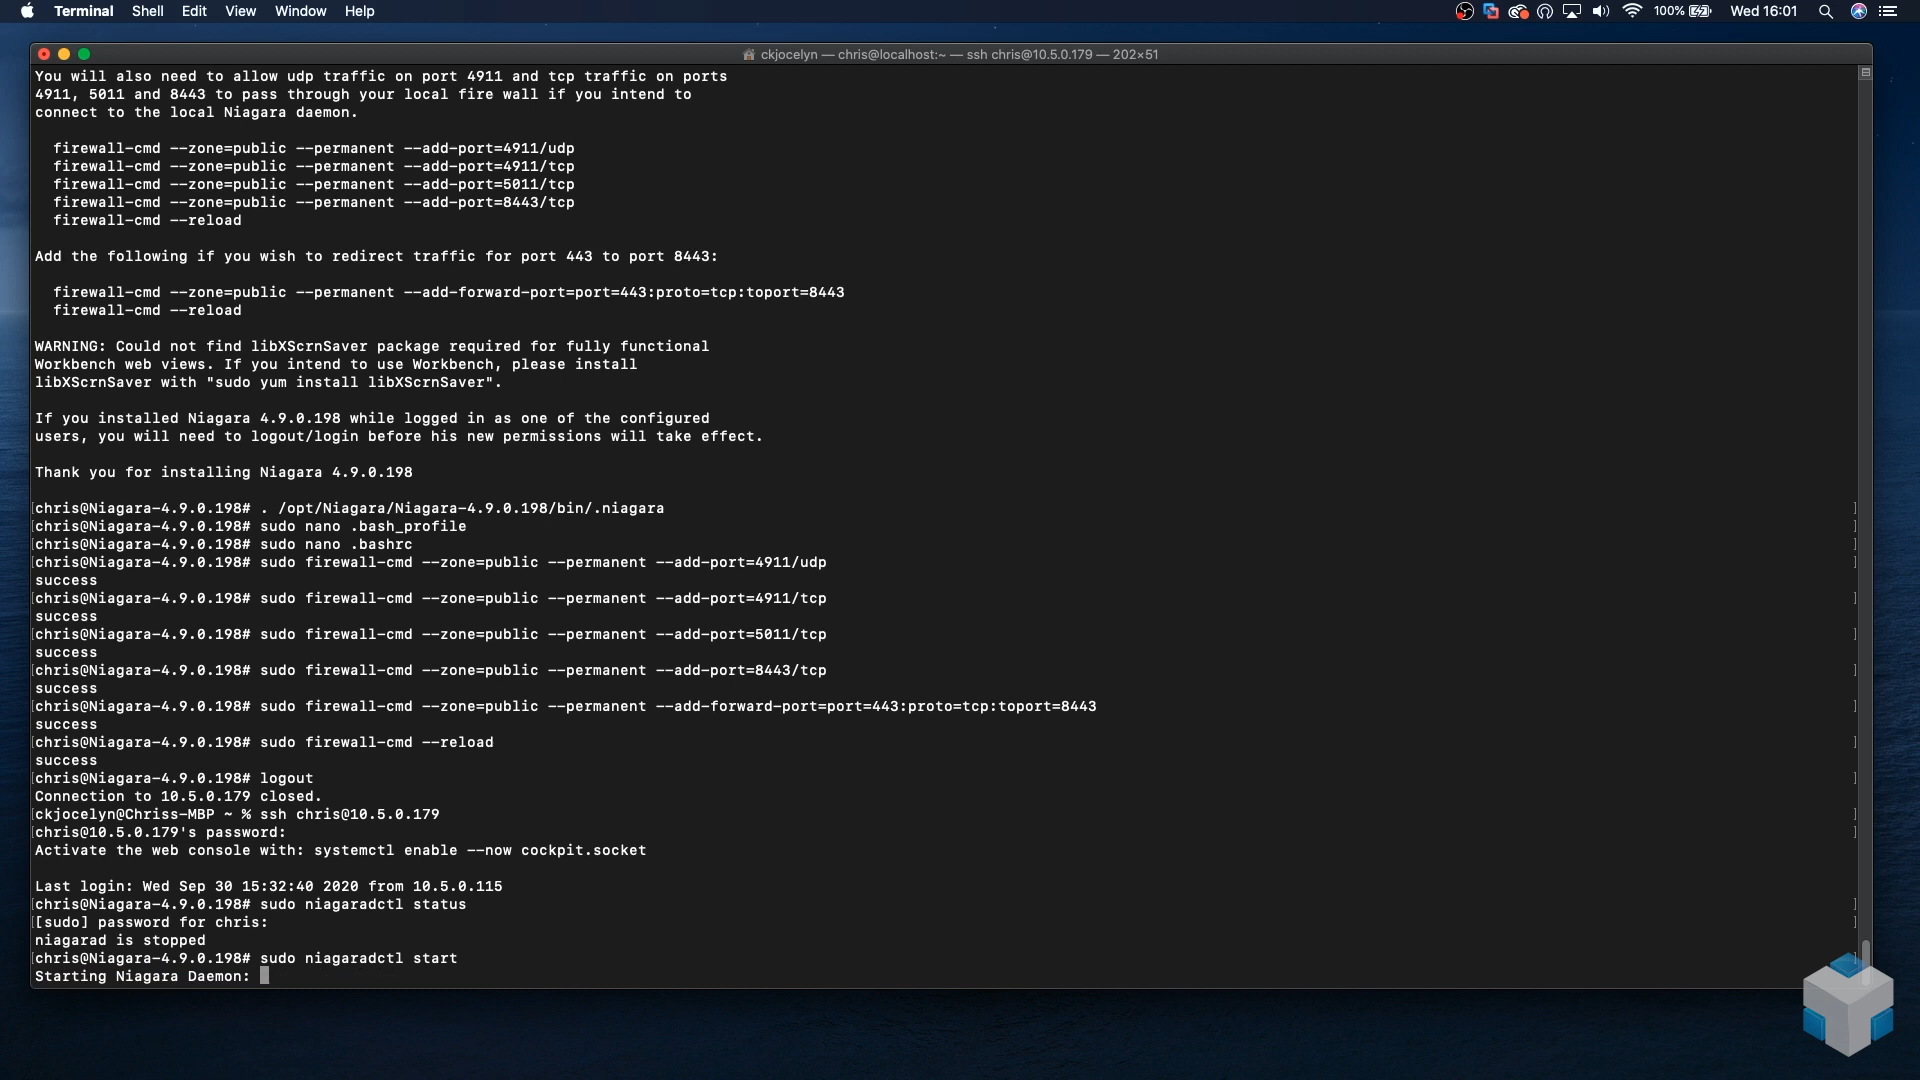 Terminal Shell Edit View Window Help 100% Wed 16:01
ckjocelyn — chris@localhost:~ — ssh chris@10.5.0.179 — 202×51
You will also need to allow udp traffic on port 4911 and tcp traffic on ports
4911, 5011 and 8443 to pass through your local fire wall if you intend to
connect to the local Niagara daemon.
firewall-cmd --zone=public --permanent --add-port=4911/udp
firewall-cmd --zone=public --permanent --add-port=4911/tcp
firewall-cmd --zone=public --permanent --add-port=5011/tcp
firewall-cmd --zone=public --permanent --add-port=8443/tcp
firewall-cmd --reload
Add the following if you wish to redirect traffic for port 443 to port 8443:
firewall-cmd --zone=public --permanent --add-forward-port=port=443:proto=tcp:toport=8443
firewall-cmd --reload
WARNING: Could not find libXScrnSaver package required for fully functional
Workbench web views. If you intend to use Workbench, please install
libXScrnSaver with "sudo yum install libXScrnSaver".
If you installed Niagara 4.9.0.198 while logged in as one of the configured
users, you will need to logout/login before his new permissions will take effect.
Thank you for installing Niagara 4.9.0.198
[chris@Niagara-4.9.0.198# . /opt/Niagara/Niagara-4.9.0.198/bin/.niagara ]
[chris@Niagara-4.9.0.198# sudo nano .bash_profile ]
[chris@Niagara-4.9.0.198# sudo nano .bashrc ]
[chris@Niagara-4.9.0.198# sudo firewall-cmd --zone=public --permanent --add-port=4911/udp ]
success
[chris@Niagara-4.9.0.198# sudo firewall-cmd --zone=public --permanent --add-port=4911/tcp ]
success
[chris@Niagara-4.9.0.198# sudo firewall-cmd --zone=public --permanent --add-port=5011/tcp ]
success
[chris@Niagara-4.9.0.198# sudo firewall-cmd --zone=public --permanent --add-port=8443/tcp ]
success
[chris@Niagara-4.9.0.198# sudo firewall-cmd --zone=public --permanent --add-forward-port=port=443:proto=tcp:toport=8443 ]
success
[chris@Niagara-4.9.0.198# sudo firewall-cmd --reload ]
success
[chris@Niagara-4.9.0.198# logout ]
Connection to 10.5.0.179 closed.
[ckjocelyn@Chriss-MBP ~ % ssh chris@10.5.0.179 ]
[chris@10.5.0.179's password: ]
Activate the web console with: systemctl enable --now cockpit.socket
Last login: Wed Sep 30 15:32:40 2020 from 10.5.0.115
[chris@Niagara-4.9.0.198# sudo niagaradctl status ]
[[sudo] password for chris: ]
niagarad is stopped
[chris@Niagara-4.9.0.198# sudo niagaradctl start ]
Starting Niagara Daemon: